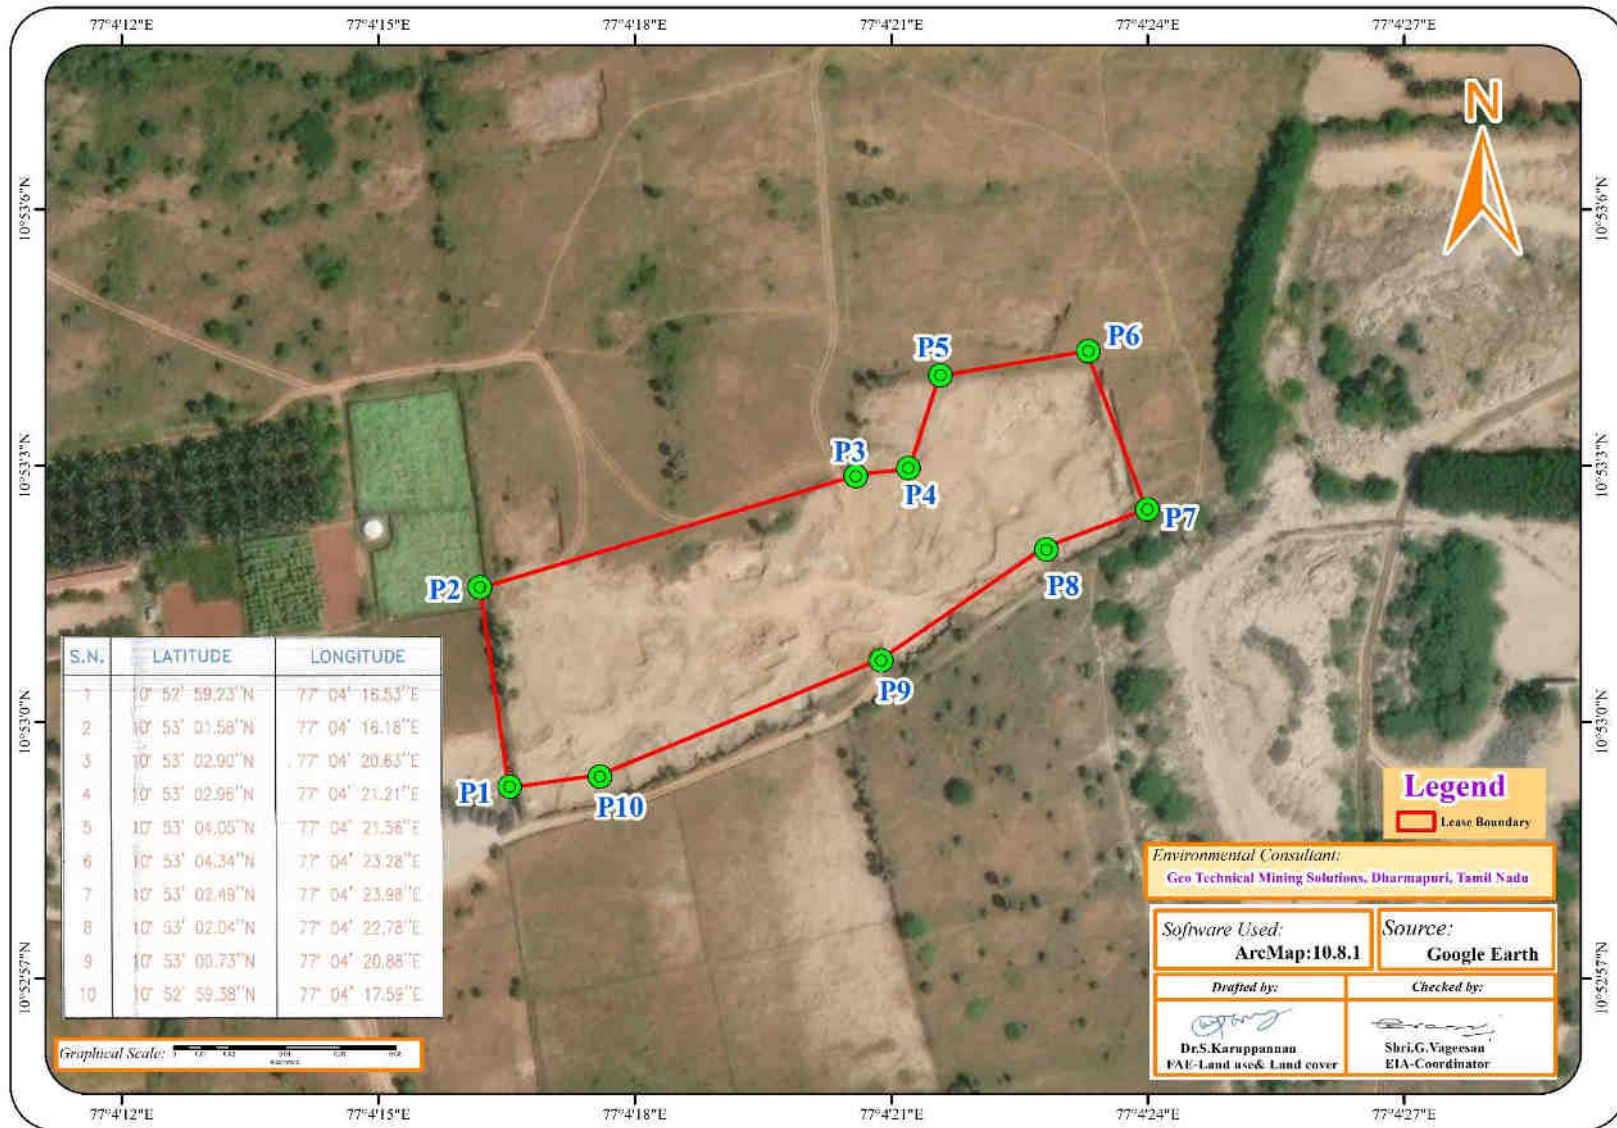 77°4'12"E 77°4'15"E 77°4'18"E 77°4'21"E 77°4'24"E 77°4'27"E
N
10°53'6"N 10°53'6"N
P6
P5
10°53'3"N 10°53'3"N
P3
P4
P7
P2
P8
P9
10°53'0"N 10°53'0"N
P1
P10
S.N. LATITUDE LONGITUDE
1 10° 52' 59.23"N 77° 04' 16.53"E
2 10° 53' 01.58"N 77° 04' 16.18"E
3 10° 53' 02.90"N 77° 04' 20.63"E
4 10° 53' 02.96"N 77° 04' 21.21"E
5 10° 53' 04.05"N 77° 04' 21.56"E
6 10° 53' 04.34"N 77° 04' 23.28"E
7 10° 53' 02.49"N 77° 04' 23.98"E
8 10° 53' 02.04"N 77° 04' 22.78"E
9 10° 53' 00.73"N 77° 04' 20.88"E
10 10° 52' 59.38"N 77° 04' 17.59"E
Legend
Lease Boundary
Environmental Consultant:
Geo Technical Mining Solutions, Dharmapuri, Tamil Nadu
Software Used:
ArcMap:10.8.1
Source:
Google Earth
Drafted by:
Dr.S.Karuppannan
FAE-Land use& Land cover
Checked by:
Shri.G.Vageesan
EIA-Coordinator
10°52'57"N 10°52'57"N
Graphical Scale:
77°4'12"E 77°4'15"E 77°4'18"E 77°4'21"E 77°4'24"E 77°4'27"E